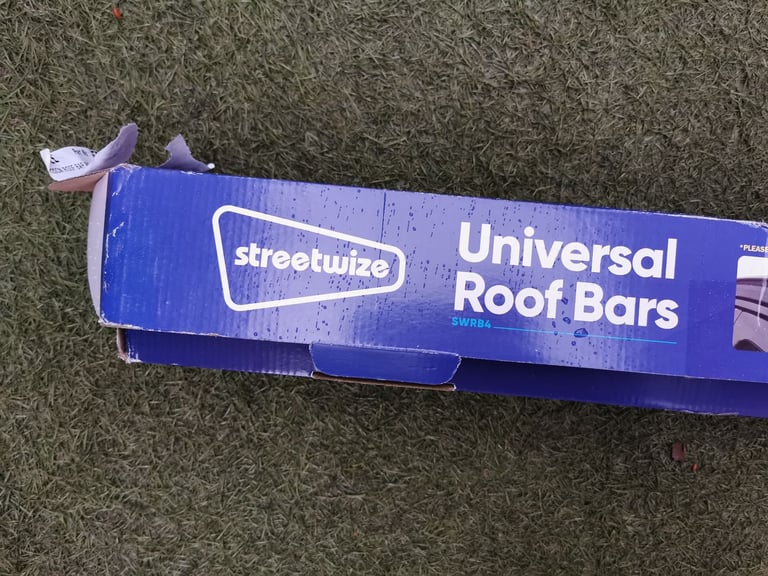 streetwize
Universal
Roof Bars
SWRB4
*PLEASE